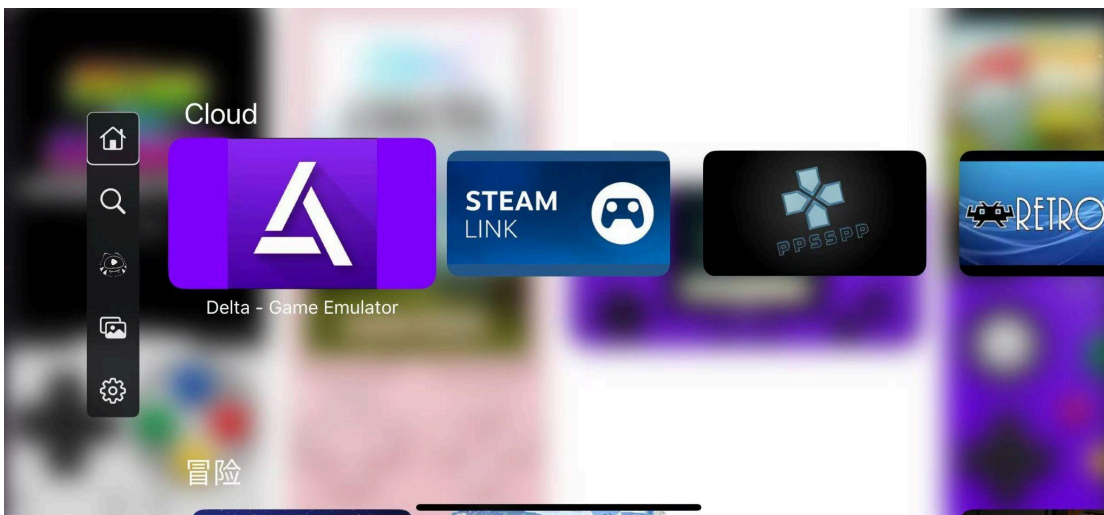 Cloud
STEAM
LINK
PPSSPP
RETRO
Delta - Game Emulator
冒险